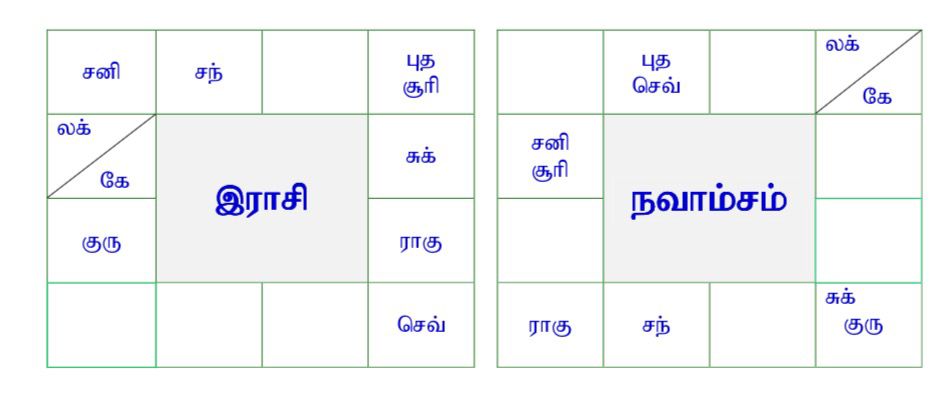 சனி
சந்
புத
சூரி
லக்
கே
சுக்
இராசி
குரு
ராகு
செவ்
புத
செவ்
லக்
கே
சனி
சூரி
நவாம்சம்
ராகு
சந்
சுக்
குரு